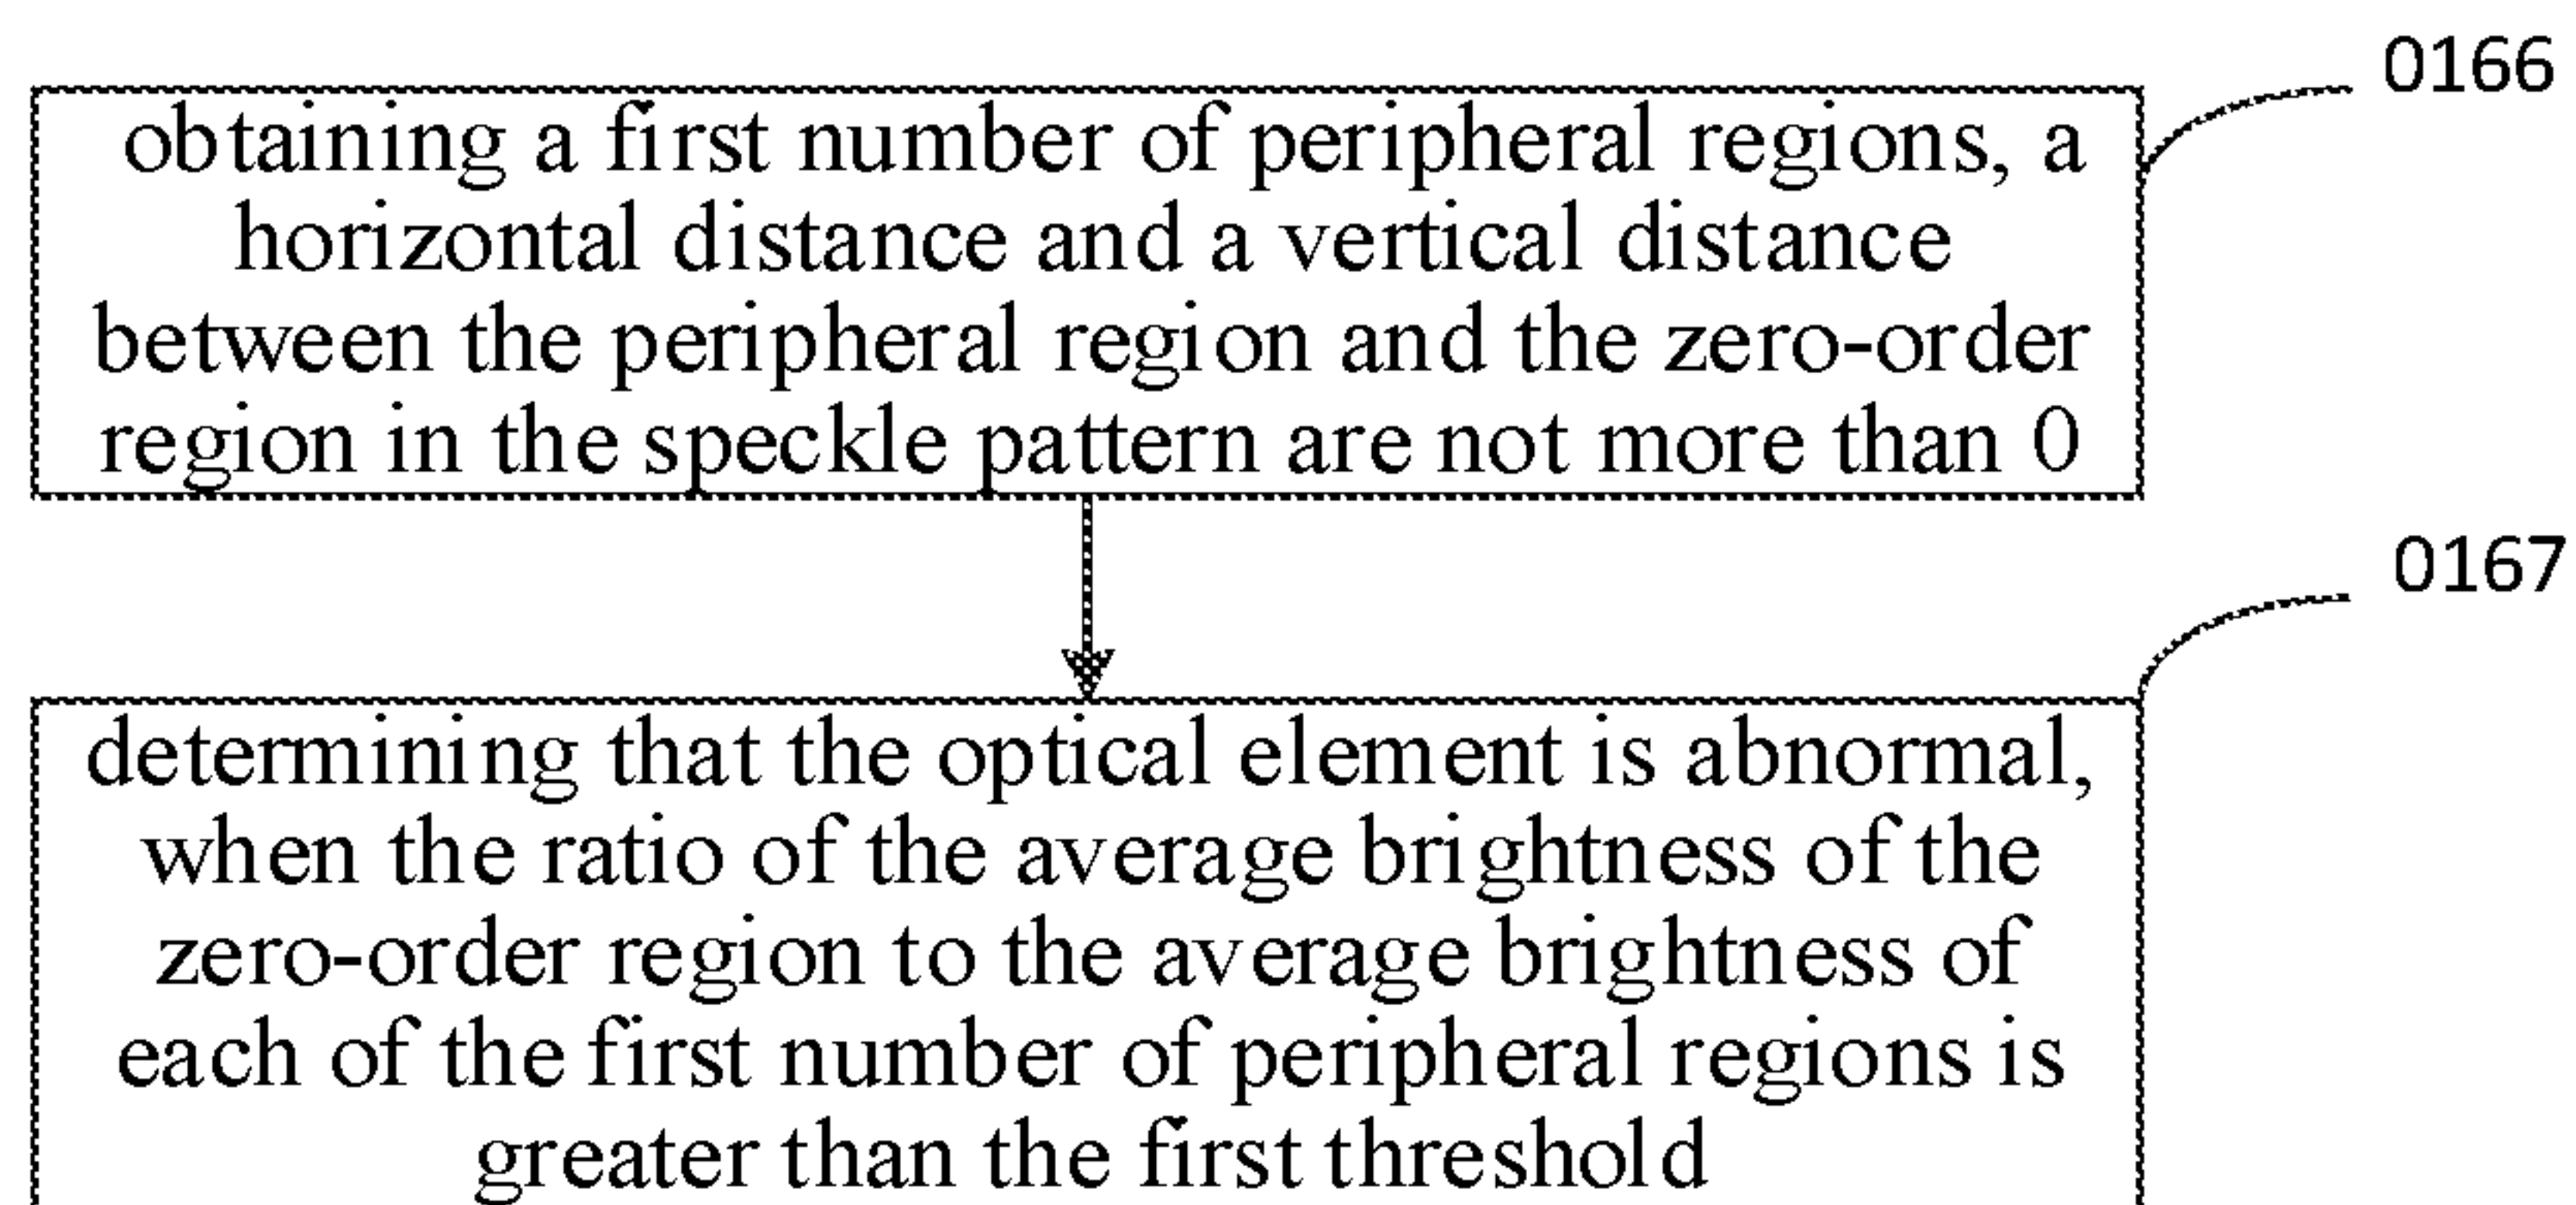 0166
obtaining a first number of peripheral regions, a
horizontal distance and a vertical distance
between the peripheral region and the zero-order
region in the speckle pattern are not more than 0
0167
determining that the optical element is abnormal,
when the ratio of the average brightness of the
zero-order region to the average brightness of
each of the first number of peripheral regions is
greater than the first threshold